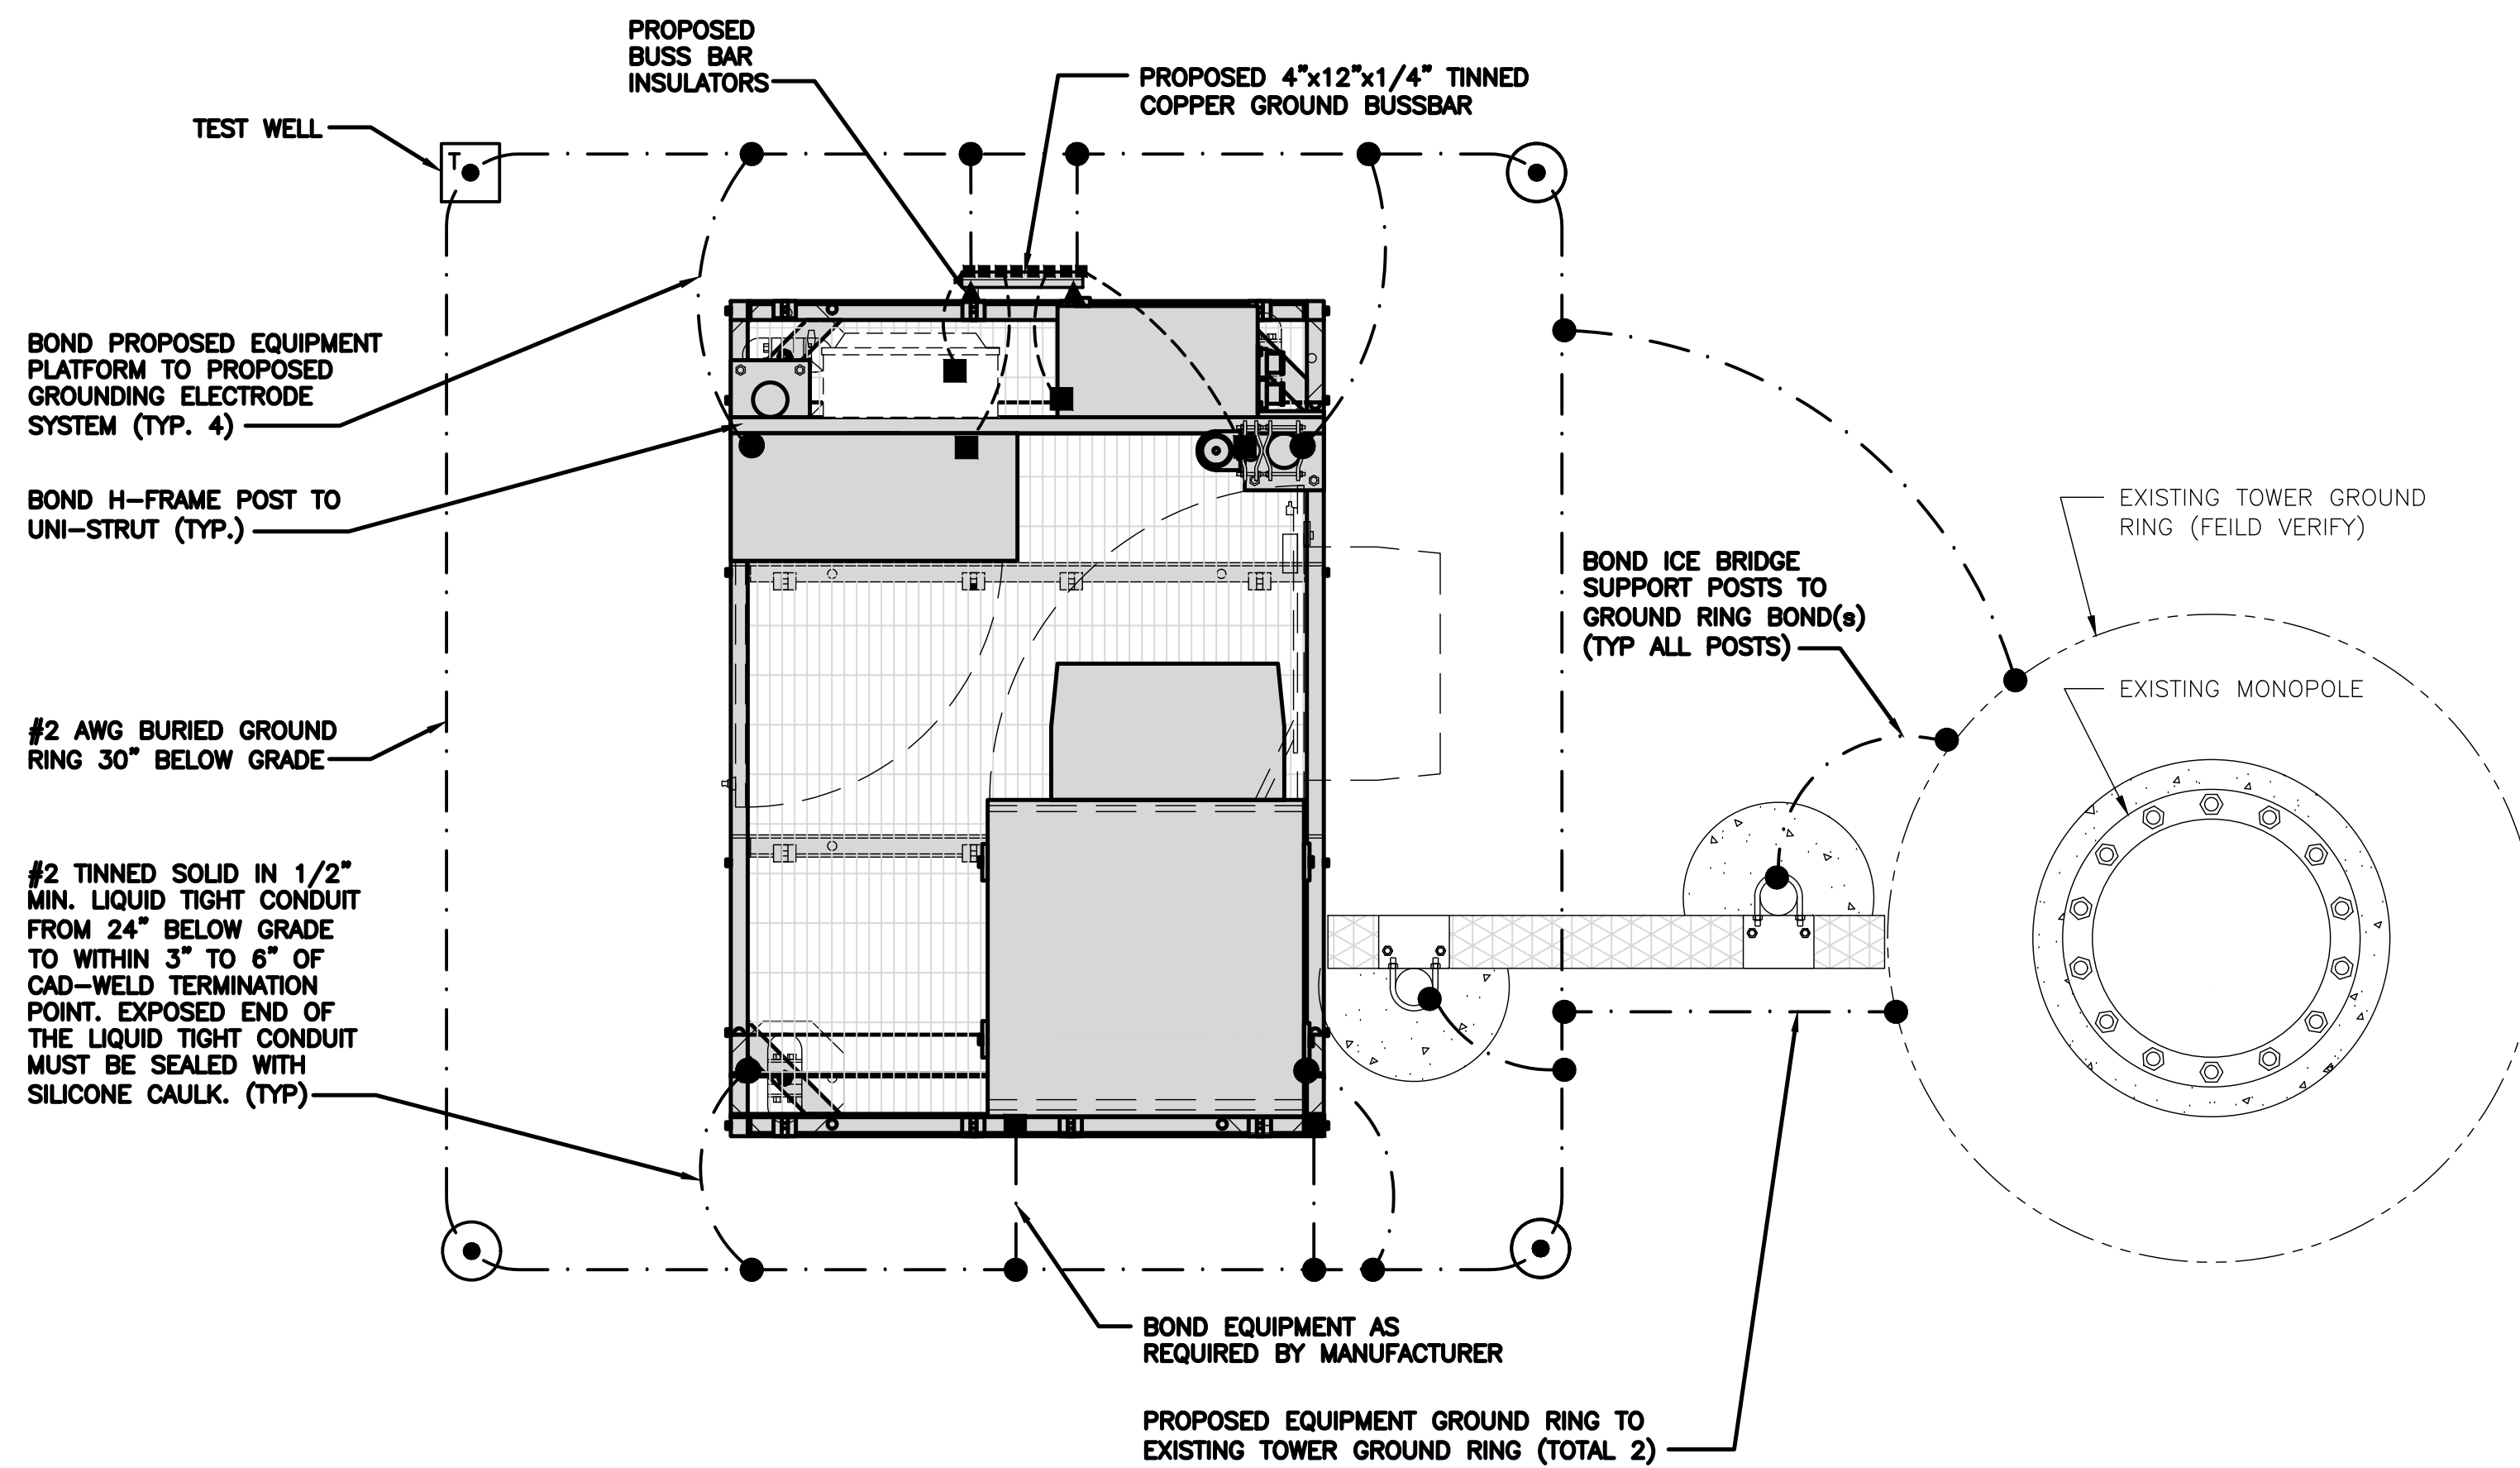 PROPOSED
BUSS BAR
INSULATORS
PROPOSED 4"x12"x1/4" TINNED
COPPER GROUND BUSSBAR
TEST WELL
T
BOND PROPOSED EQUIPMENT
PLATFORM TO PROPOSED
GROUNDING ELECTRODE
SYSTEM (TYP. 4)
BOND H-FRAME POST TO
UNI-STRUT (TYP.)
EXISTING TOWER GROUND
RING (FEILD VERIFY)
BOND ICE BRIDGE
SUPPORT POSTS TO
GROUND RING BOND(s)
(TYP ALL POSTS)
EXISTING MONOPOLE
#2 AWG BURIED GROUND
RING 30" BELOW GRADE
#2 TINNED SOLID IN 1/2"
MIN. LIQUID TIGHT CONDUIT
FROM 24" BELOW GRADE
TO WITHIN 3" TO 6" OF
CAD-WELD TERMINATION
POINT. EXPOSED END OF
THE LIQUID TIGHT CONDUIT
MUST BE SEALED WITH
SILICONE CAULK. (TYP)
BOND EQUIPMENT AS
REQUIRED BY MANUFACTURER
PROPOSED EQUIPMENT GROUND RING TO
EXISTING TOWER GROUND RING (TOTAL 2)